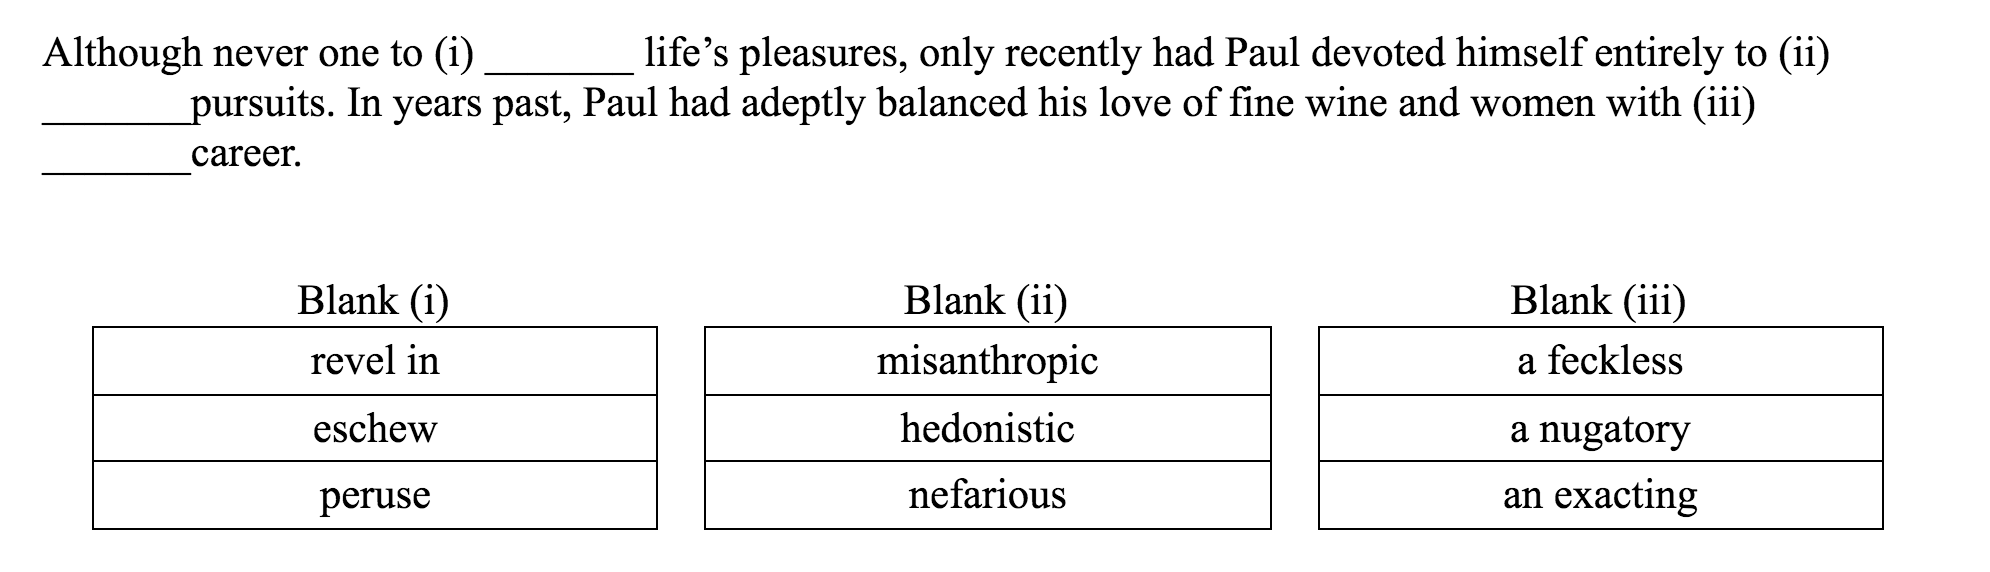 Although never one to (i) _______ life’s pleasures, only recently had Paul devoted himself entirely to (ii)
_______pursuits. In years past, Paul had adeptly balanced his love of fine wine and women with (iii)
_______career.
Blank (i) Blank (ii) Blank (iii)
revel in misanthropic a feckless
eschew hedonistic a nugatory
peruse nefarious an exacting